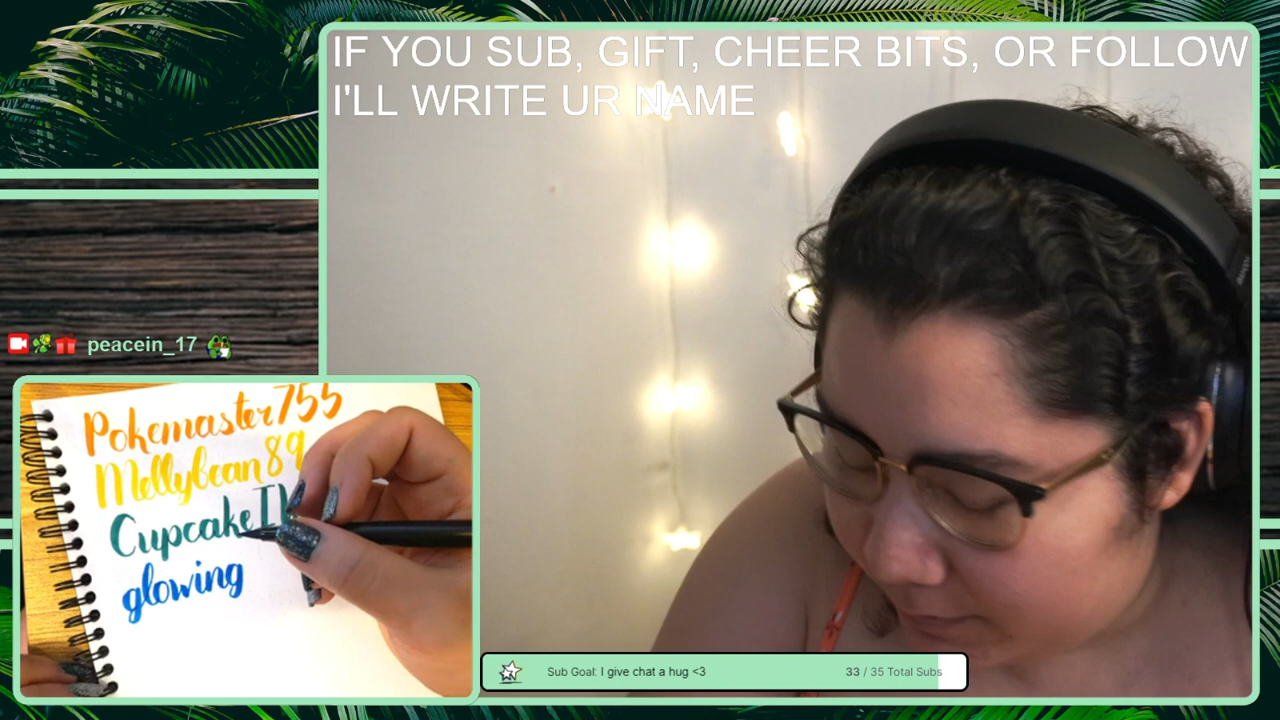 IF YOU SUB, GIFT, CHEER BITS, OR FOLLOW
I'LL WRITE UR NAME
peacein_17
Pokemaster755
Mellybean89
Cupcake
glowing
Sub Goal: I give chat a hug <3
33 / 35 Total Subs